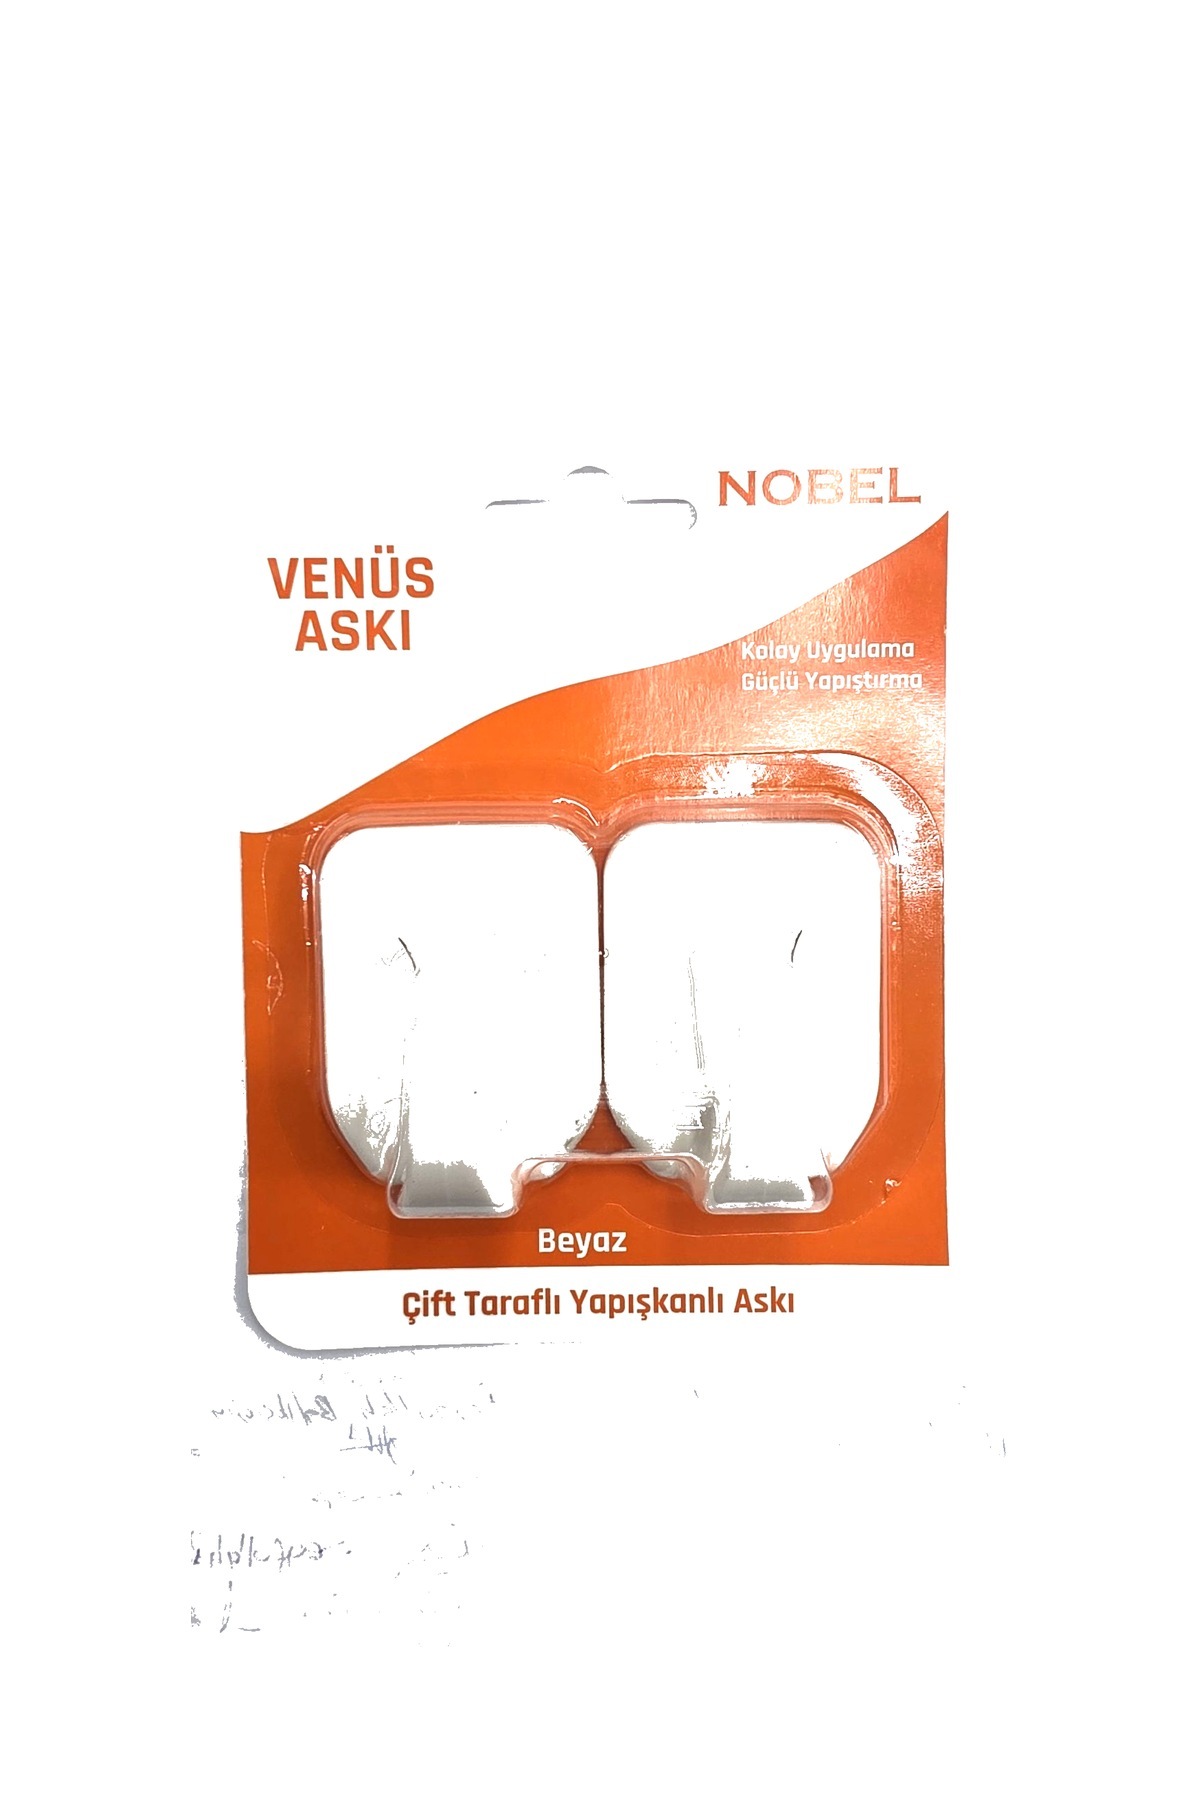 NOBEL
VENÜS
ASKI
Kolay Uygulama
Güçlü Yapıştırma
Beyaz
Çift Taraflı Yapışkanlı Askı